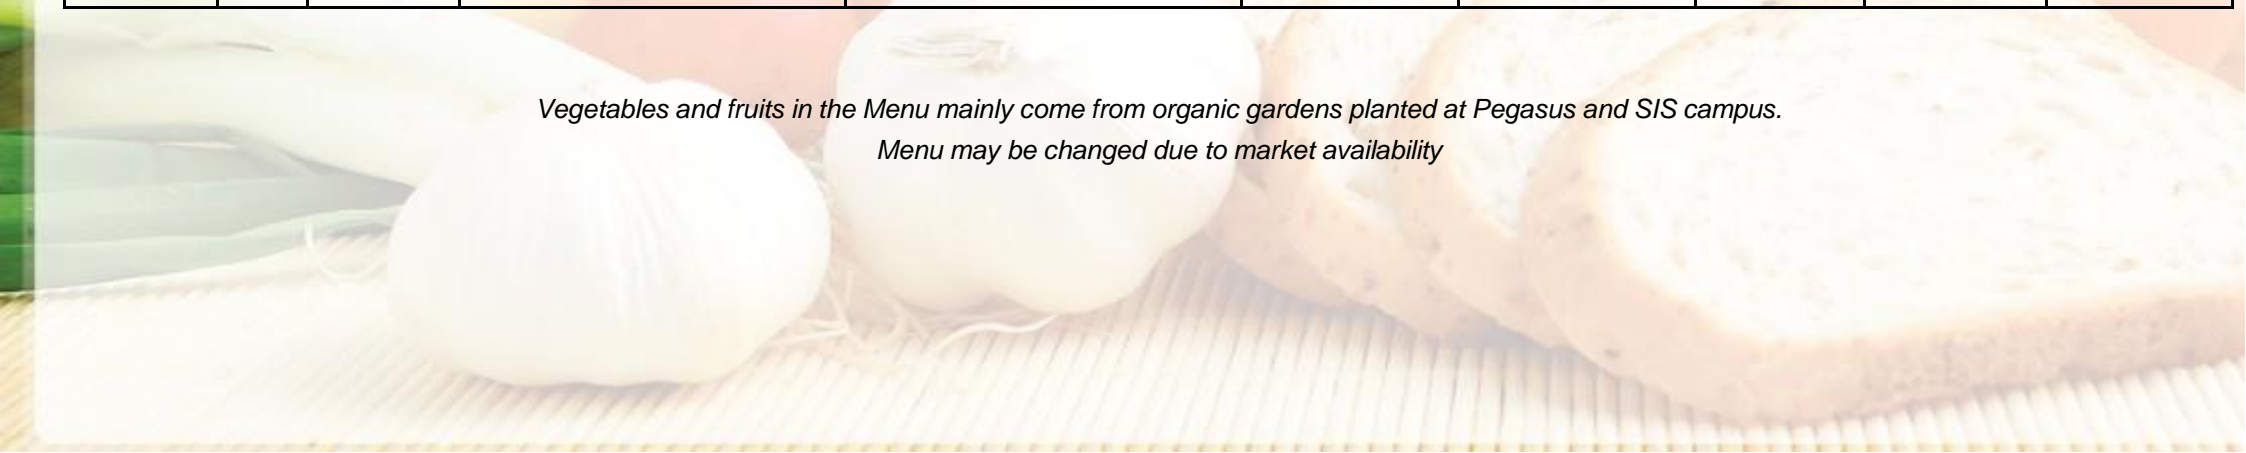 Vegetables and fruits in the Menu mainly come from organic gardens planted at Pegasus and SIS campus.
Menu may be changed due to market availability